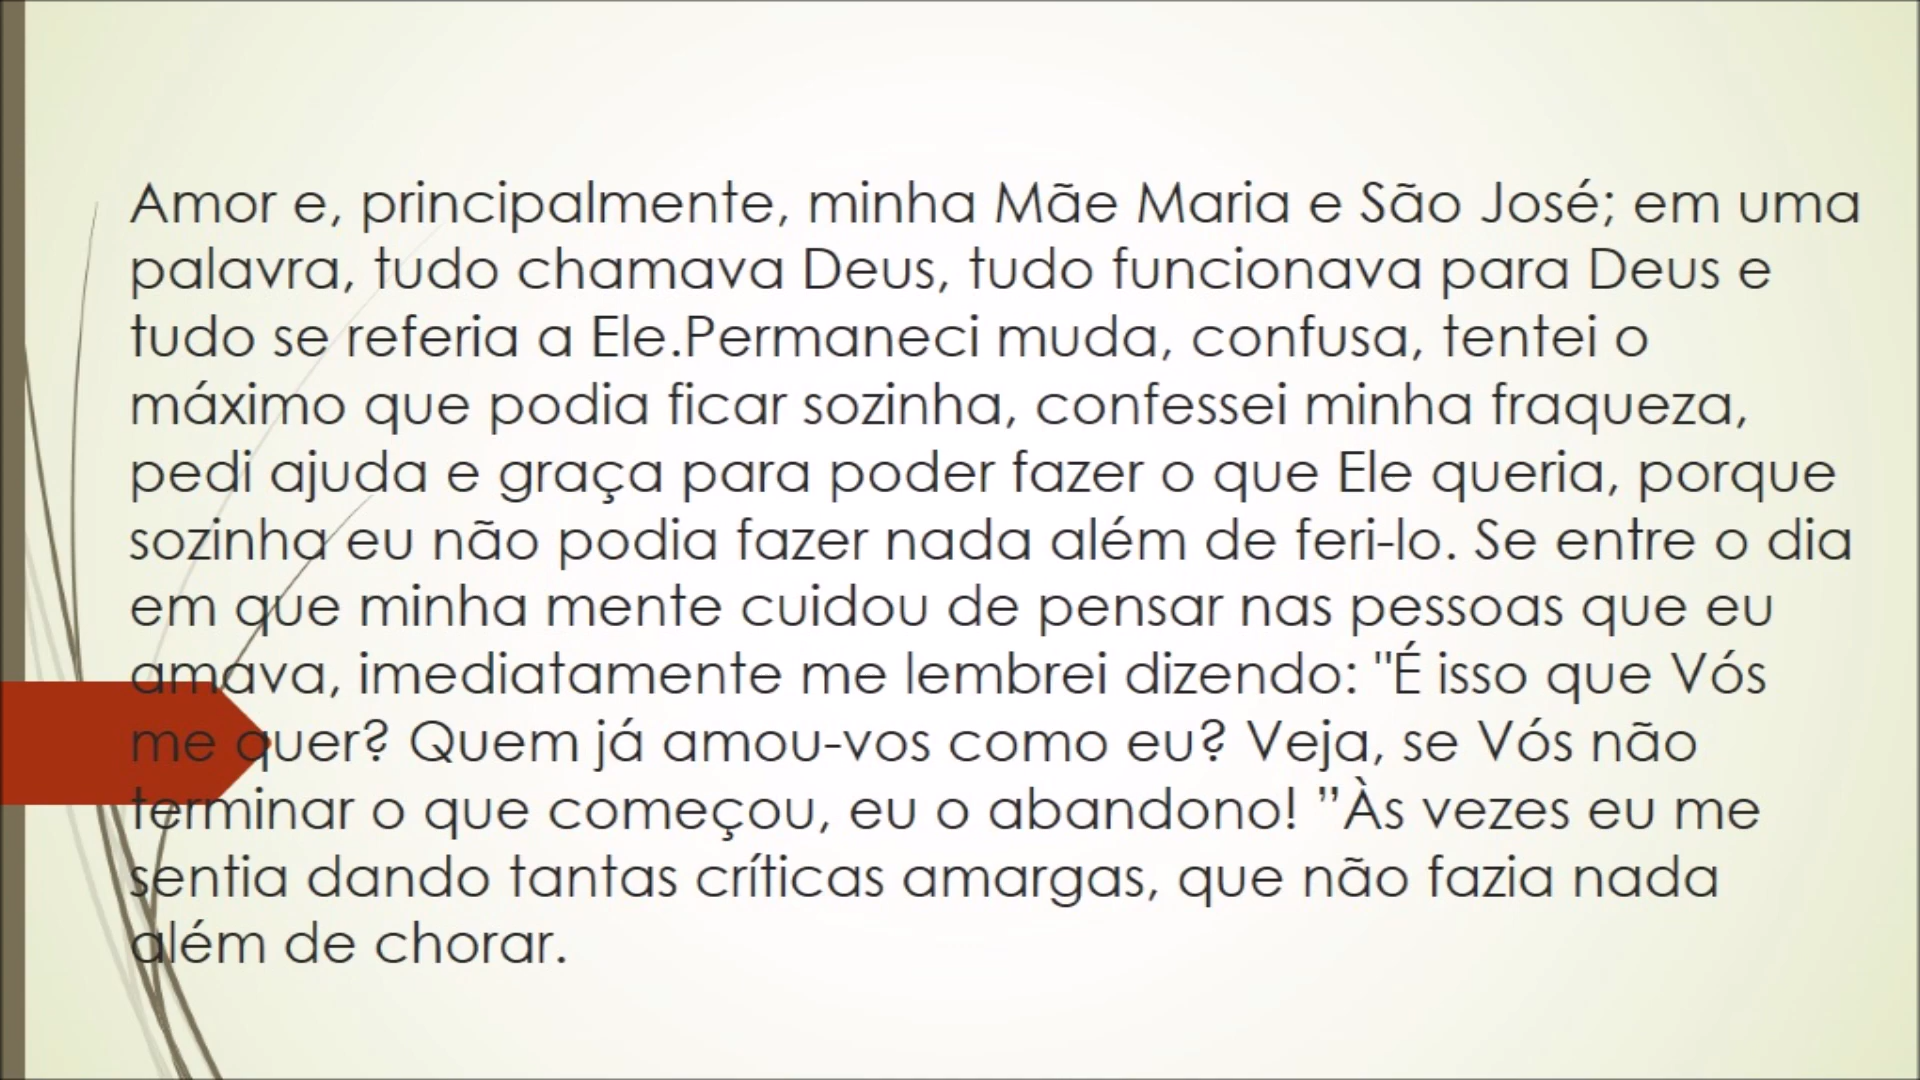 Amor e, principalmente, minha Mãe Maria e São José; em uma
palavra, tudo chamava Deus, tudo funcionava para Deus e
tudo se referia a Ele.Permaneci muda, confusa, tentei o
máximo que podia ficar sozinha, confessei minha fraqueza,
pedi ajuda e graça para poder fazer o que Ele queria, porque
sozinha eu não podia fazer nada além de feri-lo. Se entre o dia
em que minha mente cuidou de pensar nas pessoas que eu
amava, imediatamente me lembrei dizendo: "É isso que Vós
me quer? Quem já amou-vos como eu? Veja, se Vós não
terminar o que começou, eu o abandono! ”Às vezes eu me
sentia dando tantas críticas amargas, que não fazia nada
além de chorar.